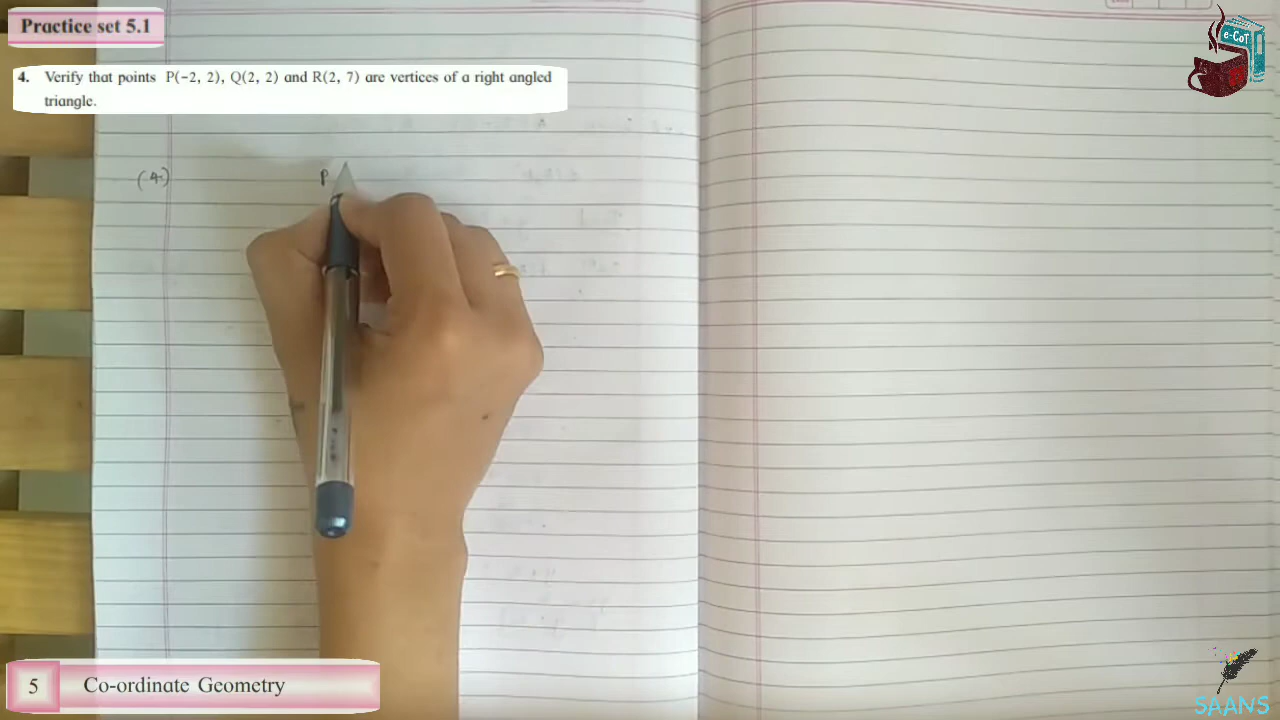 Practice set 5.1
e-CoT
4. Verify that points P(-2, 2), Q(2, 2) and R(2, 7) are vertices of a right angled
triangle.
(4) P
5 Co-ordinate Geometry
SAANS